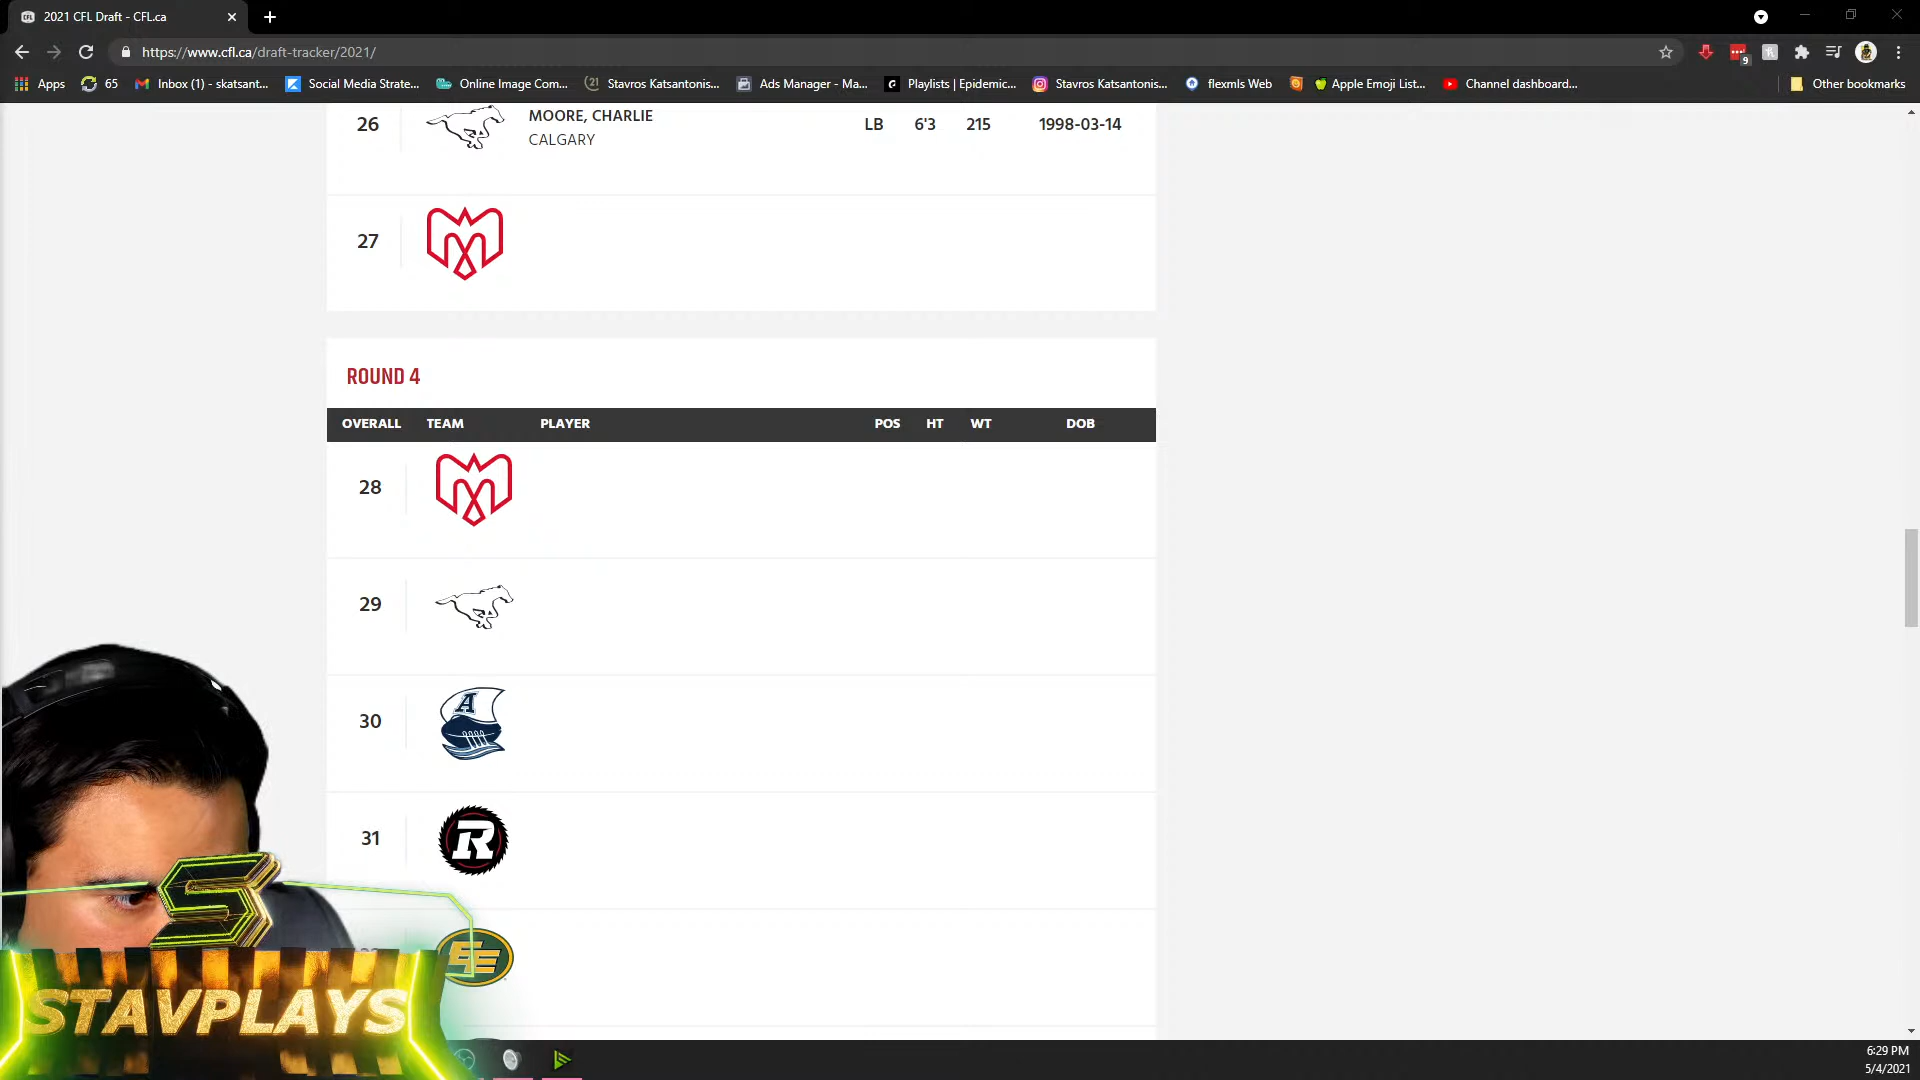 2021 CFL Draft - CFL.ca
https://www.cfl.ca/draft-tracker/2021/
Apps 65 Inbox (1) - skatsant... Social Media Strate... Online Image Com... Stavros Katsantonis... Ads Manager - Ma... Playlists | Epidemic... Stavros Katsantonis... flexmls Web Apple Emoji List... Channel dashboard... Other bookmarks
26 MOORE, CHARLIE LB 6'3 215 1998-03-14
CALGARY
27
ROUND 4
OVERALL TEAM PLAYER POS HT WT DOB
28
29
30 A
31 R
EE
S
STAVPLAYS
6:29 PM
5/4/2021